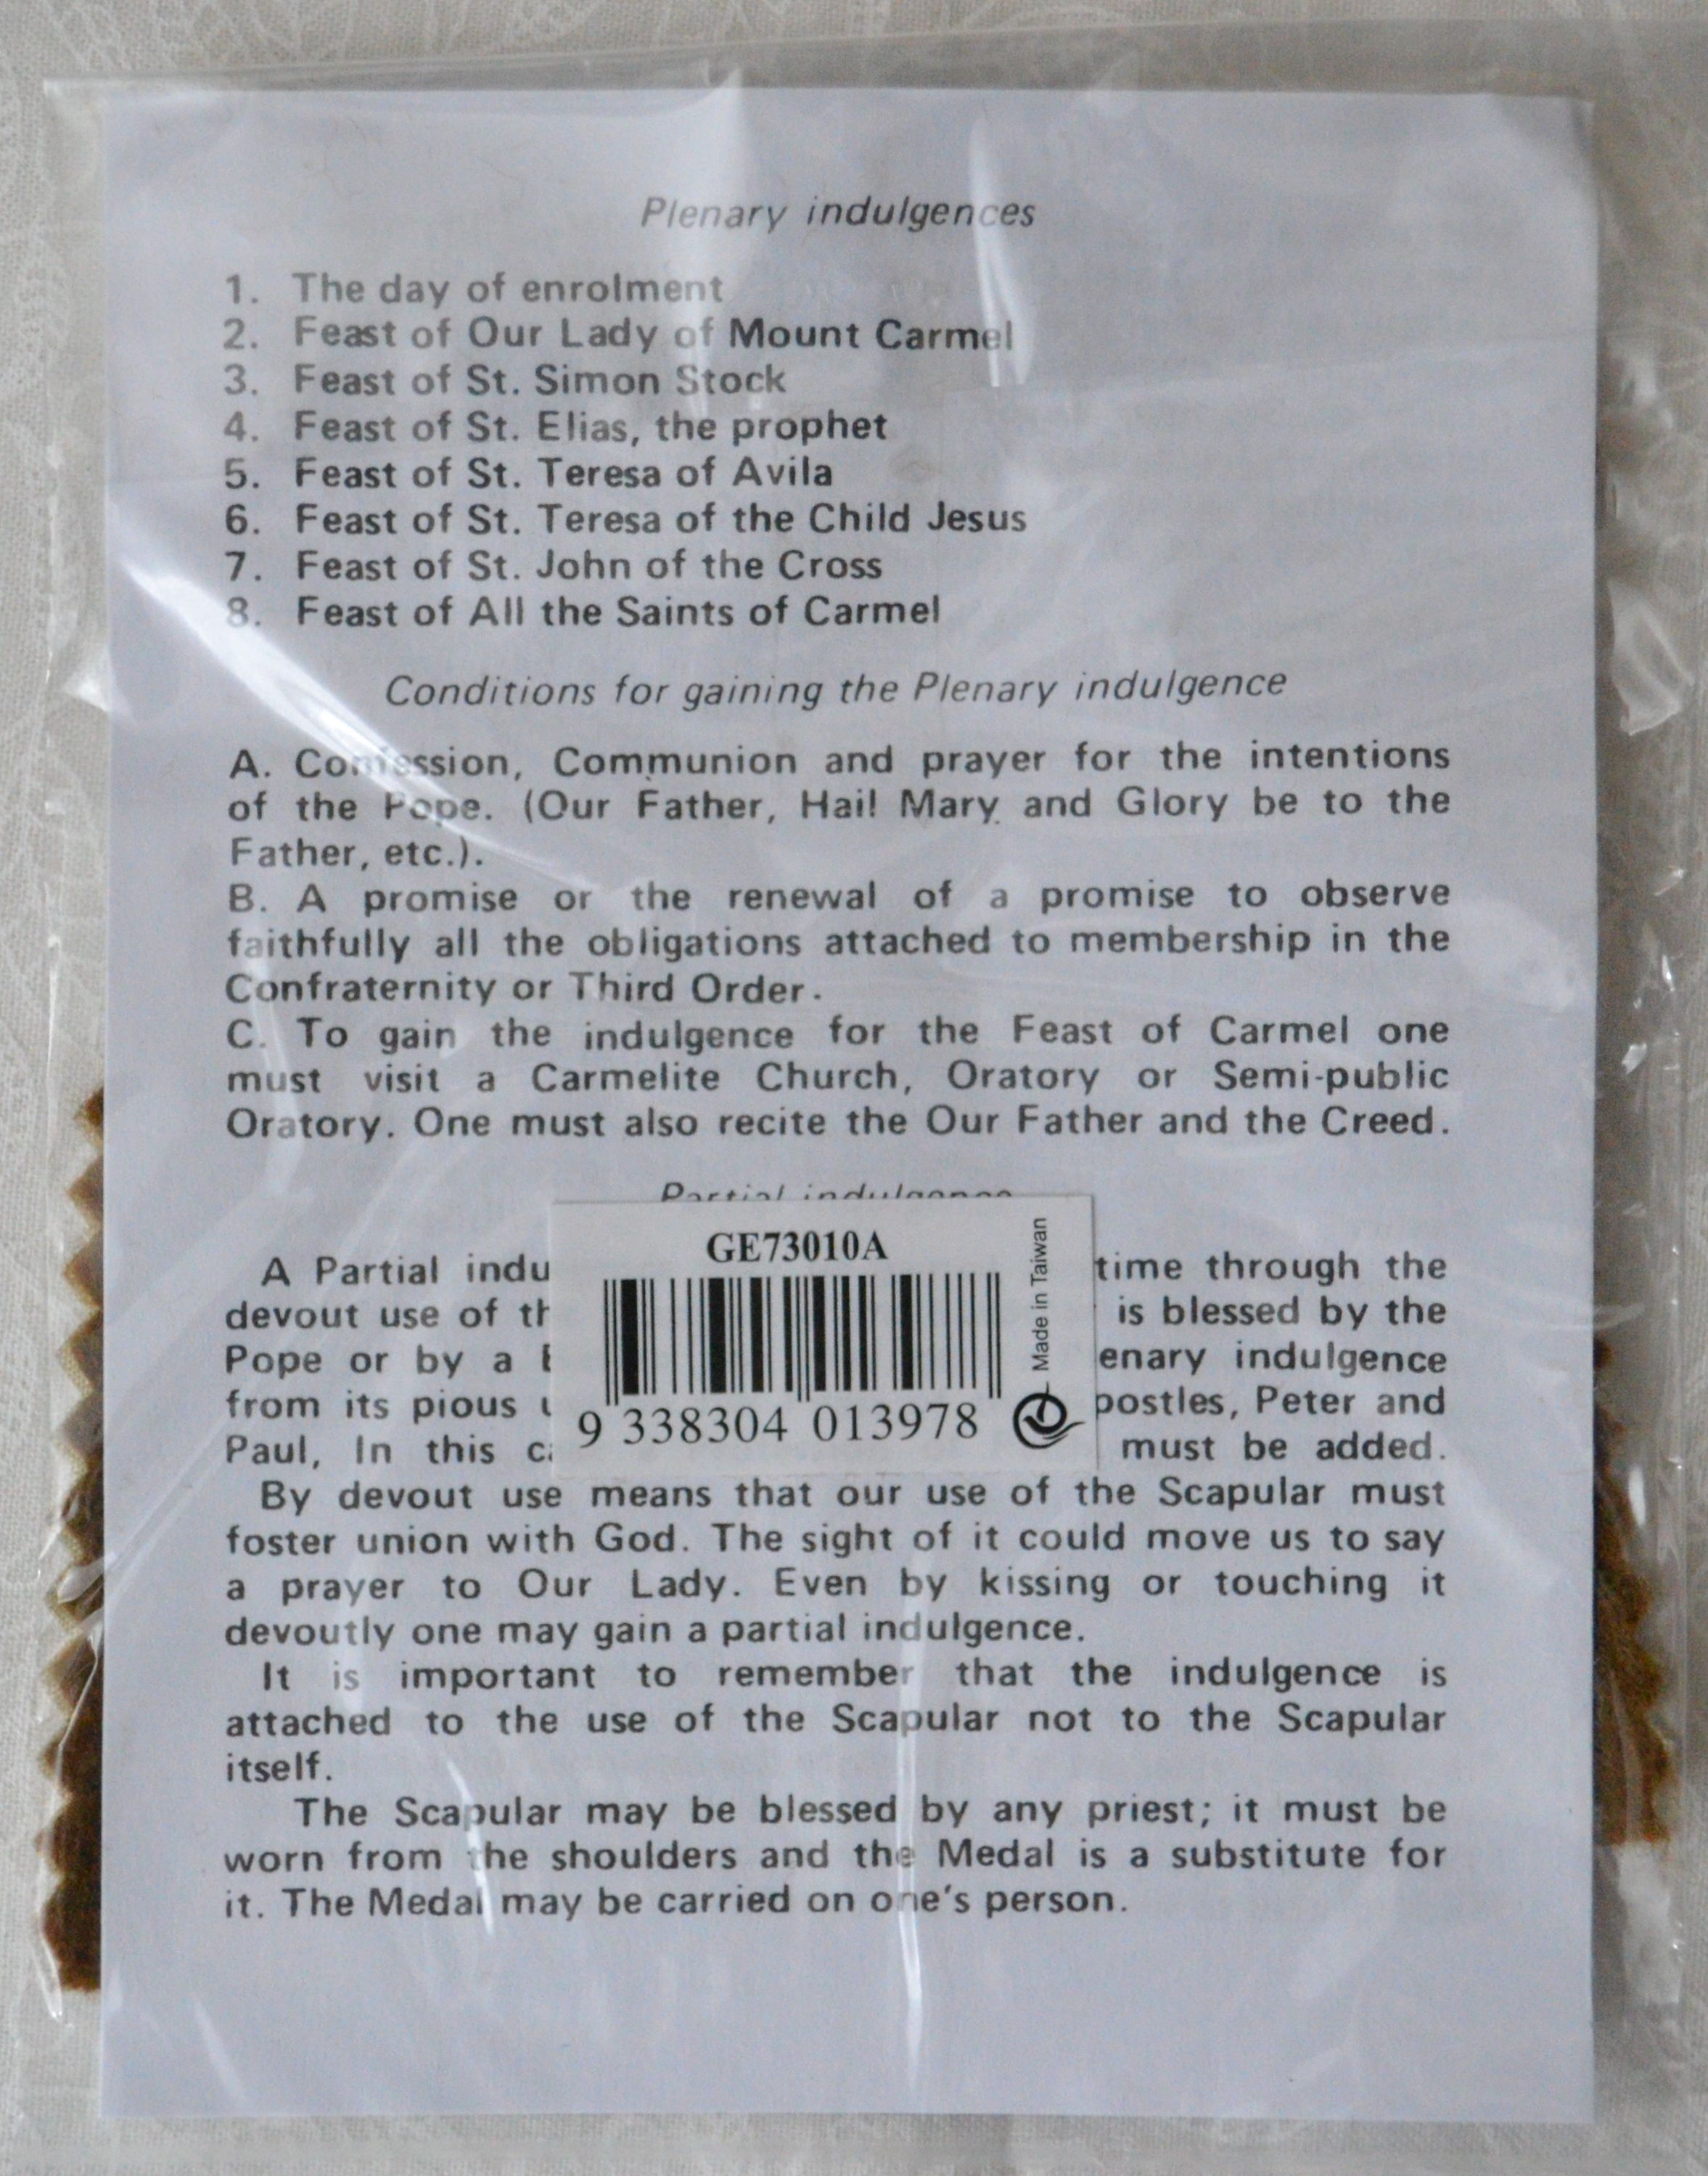 Plenary indulgences
1. The day of enrolment
2. Feast of Our Lady of Mount Carmel
3. Feast of St. Simon Stock
4. Feast of St. Elias, the prophet
5. Feast of St. Teresa of Avila
6. Feast of St. Teresa of the Child Jesus
7. Feast of St. John of the Cross
8. Feast of All the Saints of Carmel
Conditions for gaining the Plenary indulgence
A. Confession, Communion and prayer for the intentions
of the Pope. (Our Father, Hail Mary and Glory be to the
Father, etc.).
B. A promise or the renewal of a promise to observe
faithfully all the obligations attached to membership in the
Confraternity or Third Order.
C. To gain the indulgence for the Feast of Carmel one
must visit a Carmelite Church, Oratory or Semi-public
Oratory. One must also recite the Our Father and the Creed.
Partial indulgence
GE73010A
Made in Taiwan
9 338304 013978
A Partial time through the
devout use of is blessed by the
Pope or by a indulgence
from its pious Peter and
Paul, In this must be added.
By devout use means that our use of the Scapular must
foster union with God. The sight of it could move us to say
a prayer to Our Lady. Even by kissing or touching it
devoutly one may gain a partial indulgence.
It is important to remember that the indulgence is
attached to the use of the Scapular not to the Scapular
itself.
The Scapular may be blessed by any priest; it must be
worn from the shoulders and the Medal is a substitute for
it. The Medal may be carried on one's person.